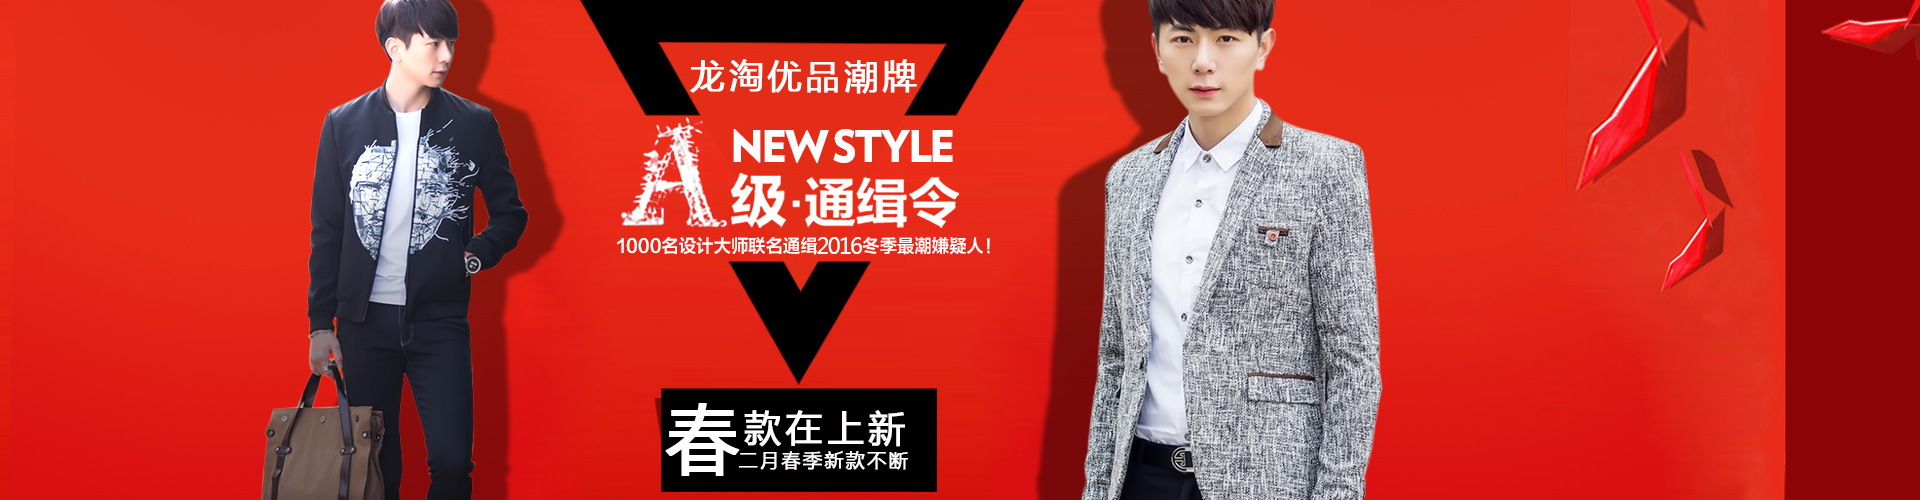 龙淘优品潮牌
A
NEW STYLE
级·通缉令
1000名设计大师联名通缉2016冬季最潮嫌疑人！
春款在上新
二月春季新款不断